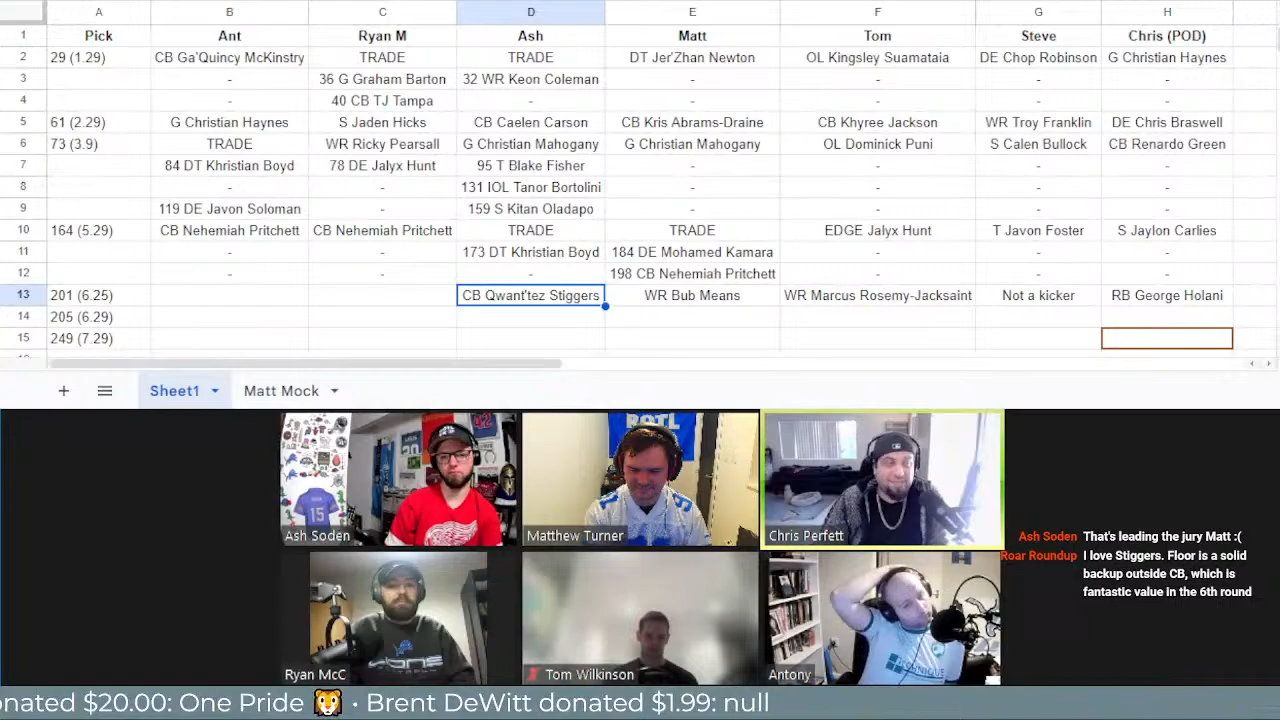 A B C D E F G H
1 Pick Ant Ryan M Ash Matt Tom Steve Chris (POD)
2 29 (1.29) CB Ga'Quincy McKinstry TRADE TRADE DT Jer'Zhan Newton OL Kingsley Suamataia DE Chop Robinson G Christian Haynes
3 - 36 G Graham Barton 32 WR Keon Coleman - - - -
4 - 40 CB TJ Tampa - - - - -
5 61 (2.29) G Christian Haynes S Jaden Hicks CB Caelen Carson CB Kris Abrams-Draine CB Khyree Jackson WR Troy Franklin DE Chris Braswell
6 73 (3.9) TRADE WR Ricky Pearsall G Christian Mahogany G Christian Mahogany OL Dominick Puni S Calen Bullock CB Renardo Green
7 84 DT Khristian Boyd 78 DE Jalyx Hunt 95 T Blake Fisher - - - -
8 - - 131 IOL Tanor Bortolini - - - -
9 119 DE Javon Soloman - 159 S Kitan Oladapo - - - -
10 164 (5.29) CB Nehemiah Pritchett CB Nehemiah Pritchett TRADE TRADE EDGE Jalyx Hunt T Javon Foster S Jaylon Carlies
11 - - 173 DT Khristian Boyd 184 DE Mohamed Kamara - - -
12 - - - 198 CB Nehemiah Pritchett - - -
13 201 (6.25) CB Qwant'tez Stiggers WR Bub Means WR Marcus Rosemy-Jacksaint Not a kicker RB George Holani
14 205 (6.29)
15 249 (7.29)
+ Sheet1 Matt Mock
15
Ash Soden
Matthew Turner
Chris Perfett
Ash Soden That's leading the jury Matt :(
Roar Roundup I love Stiggers. Floor is a solid
backup outside CB, which is
fantastic value in the 6th round
Ryan McC
Tom Wilkinson
Antony
onated $20.00: One Pride 🦁 · Brent DeWitt donated $1.99: null